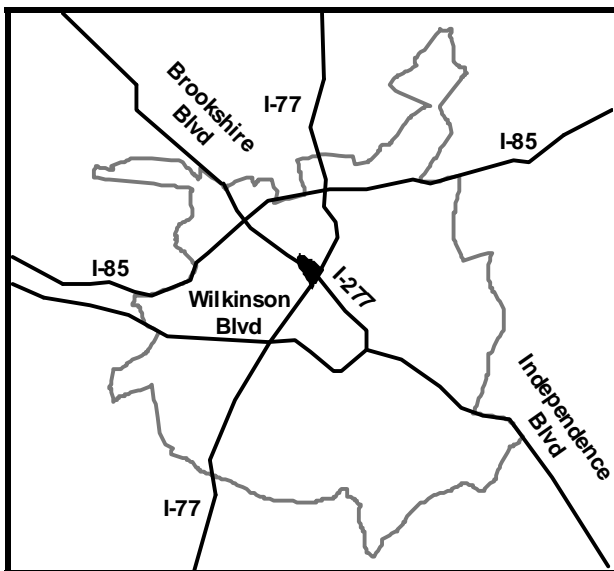 Brookshire
Blvd
I-77
I-85
I-85
I-277
Wilkinson
Blvd
Independence
Blvd
I-77